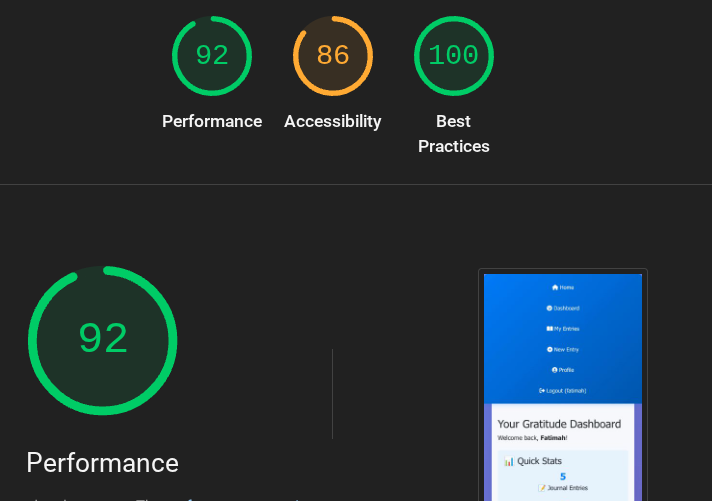 92
86
100
Performance
Accessibility
Best
Practices
92
Performance
Home
Dashboard
My Entries
New Entry
Profile
Logout (fatimah)
Your Gratitude Dashboard
Welcome back, Fatimah!
Quick Stats
5
Journal Entries